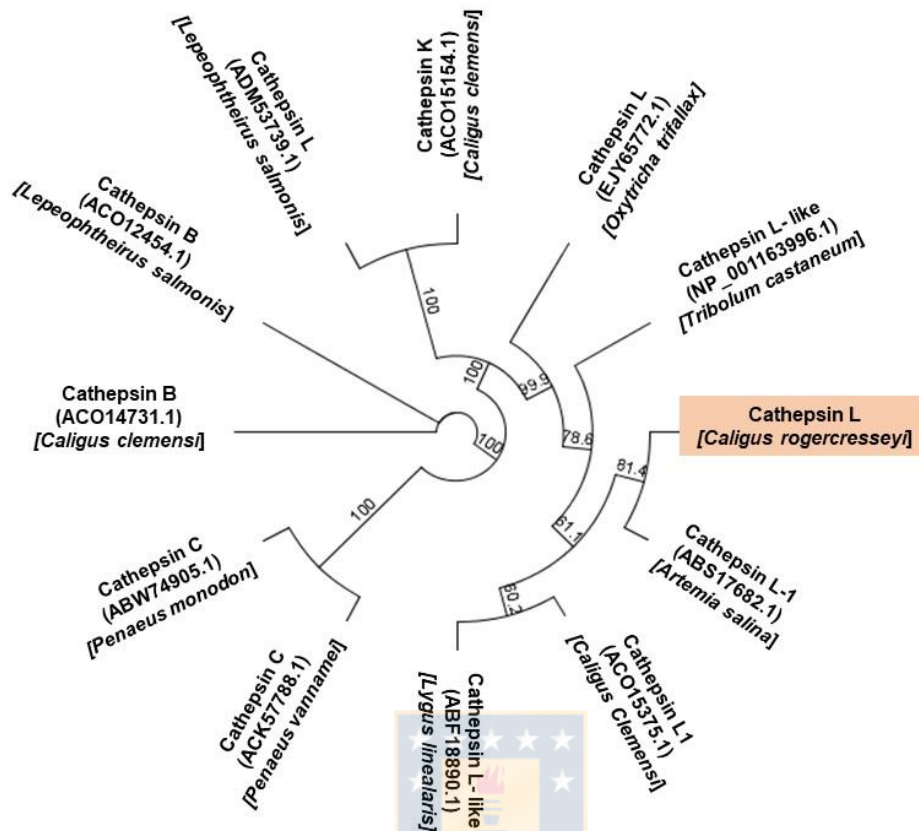 Cathepsin L
(ADM53739.1)
[Lepeophtheirus salmonis]
Cathepsin K
(ACO15154.1)
[Caligus clemensi]
Cathepsin L
(EJY65772.1)
[Oxytricha trifallax]
Cathepsin L- like
(NP_001163996.1)
[Tribolum castaneum]
Cathepsin L
[Caligus rogercresseyi]
Cathepsin L-1
(ABS17682.1)
[Artemia salina]
Cathepsin L1
(ACO15375.1)
[Caligus Clemensi]
Cathepsin L- like
(ABF18890.1)
[Lygus linealaris]
Cathepsin C
(ACK57788.1)
[Penaeus vannamei]
Cathepsin C
(ABW74905.1)
[Penaeus monodon]
Cathepsin B
(ACO14731.1)
[Caligus clemensi]
Cathepsin B
(ACO12454.1)
[Lepeophtheirus salmonis]
100
100
99.9
78.6
81.4
61.1
60.2
100
100